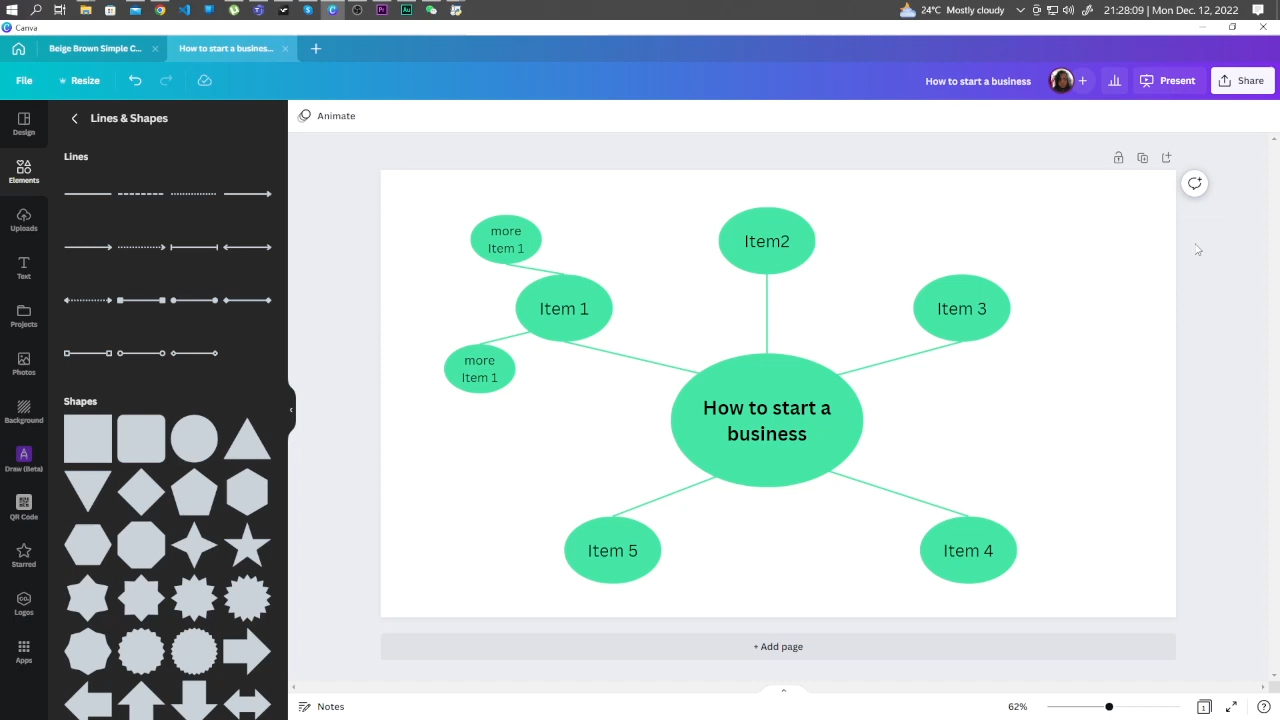 24°C Mostly cloudy
21:28:09 | Mon Dec. 12, 2022
Canva
Beige Brown Simple C...
How to start a business...
File
Resize
How to start a business
Present
Share
Design
Elements
Uploads
Text
Projects
Photos
Background
Draw (Beta)
QR Code
Starred
Logos
Apps
Lines & Shapes
Lines
Shapes
Animate
more
Item 1
Item2
Item 1
Item 3
more
Item 1
How to start a
business
Item 5
Item 4
+ Add page
Notes
62%
1